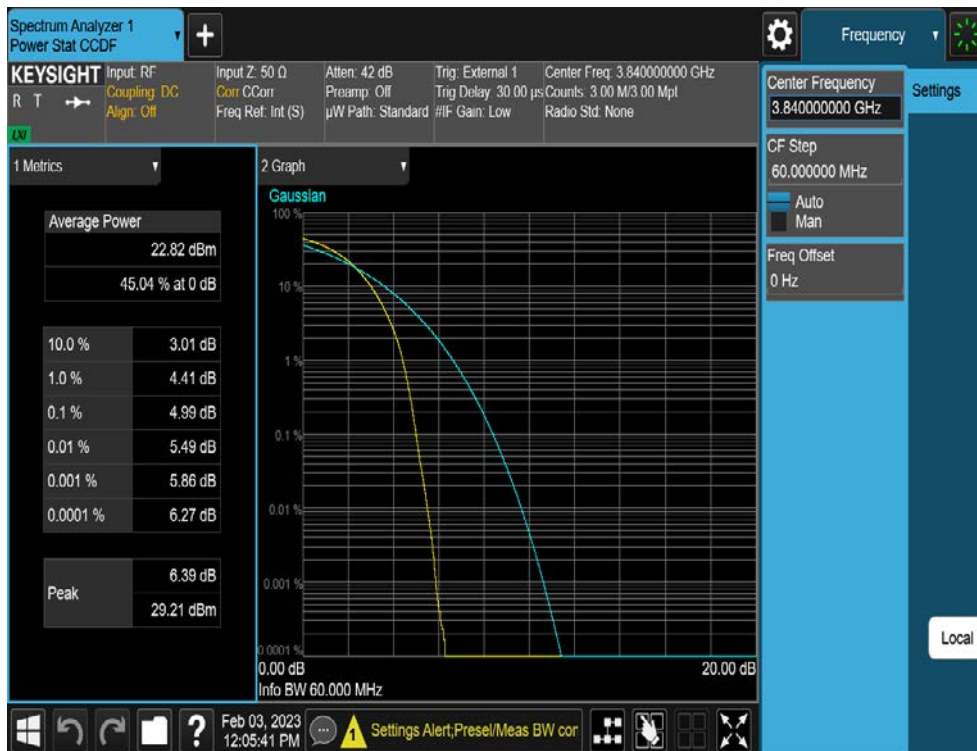 Spectrum Analyzer 1
Power Stat CCDF
+
Frequency
KEYSIGHT
R T
LXI
Input: RF
Coupling: DC
Align: Off
Input Z: 50 Ω
Corr CCorr
Freq Ref: Int (S)
Atten: 42 dB
Preamp: Off
µW Path: Standard
Trig: External 1
Trig Delay: 30.00 µs
#IF Gain: Low
Center Freq: 3.840000000 GHz
Counts: 3.00 M/3.00 Mpt
Radio Std: None
Center Frequency
3.840000000 GHz
Settings
CF Step
60.000000 MHz
Auto
Man
Freq Offset
0 Hz
Local
1 Metrics
Average Power
22.82 dBm
45.04 % at 0 dB
10.0 % 3.01 dB
1.0 % 4.41 dB
0.1 % 4.99 dB
0.01 % 5.49 dB
0.001 % 5.86 dB
0.0001 % 6.27 dB
Peak
6.39 dB
29.21 dBm
2 Graph
Gaussian
100 %
10 %
1 %
0.1 %
0.01 %
0.001 %
0.0001 %
0.00 dB 20.00 dB
Info BW 60.000 MHz
?
Feb 03, 2023
12:05:41 PM
1
Settings Alert;Presel/Meas BW cor